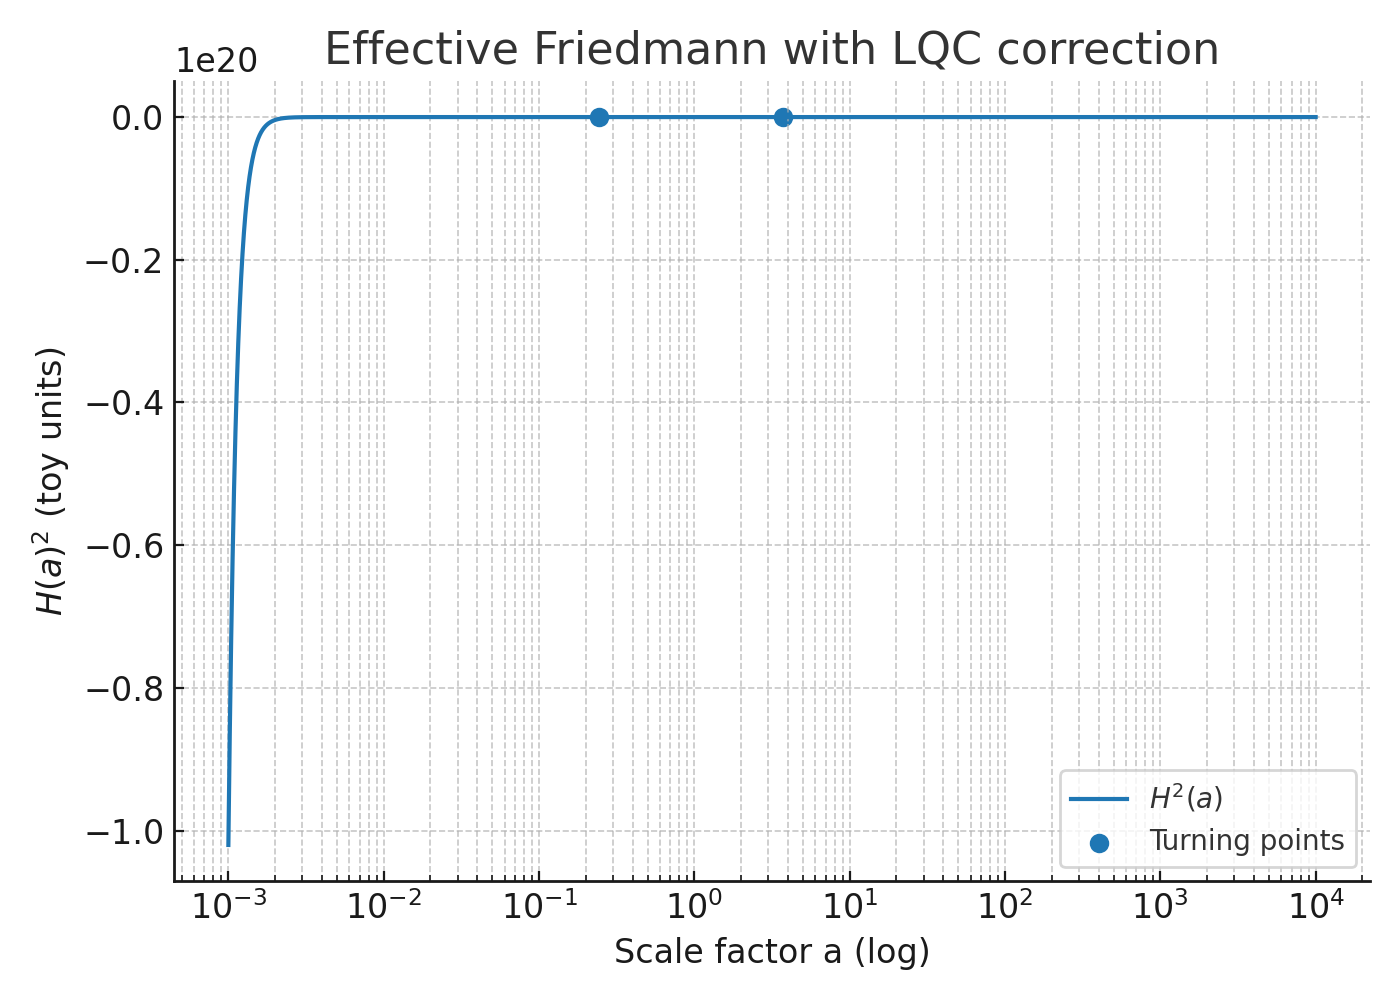 Effective Friedmann with LQC correction
1e20
0.0
−0.2
−0.4
−0.6
−0.8
−1.0
H(a)² (toy units)
H²(a)
Turning points
10⁻³ 10⁻² 10⁻¹ 10⁰ 10¹ 10² 10³ 10⁴
Scale factor a (log)